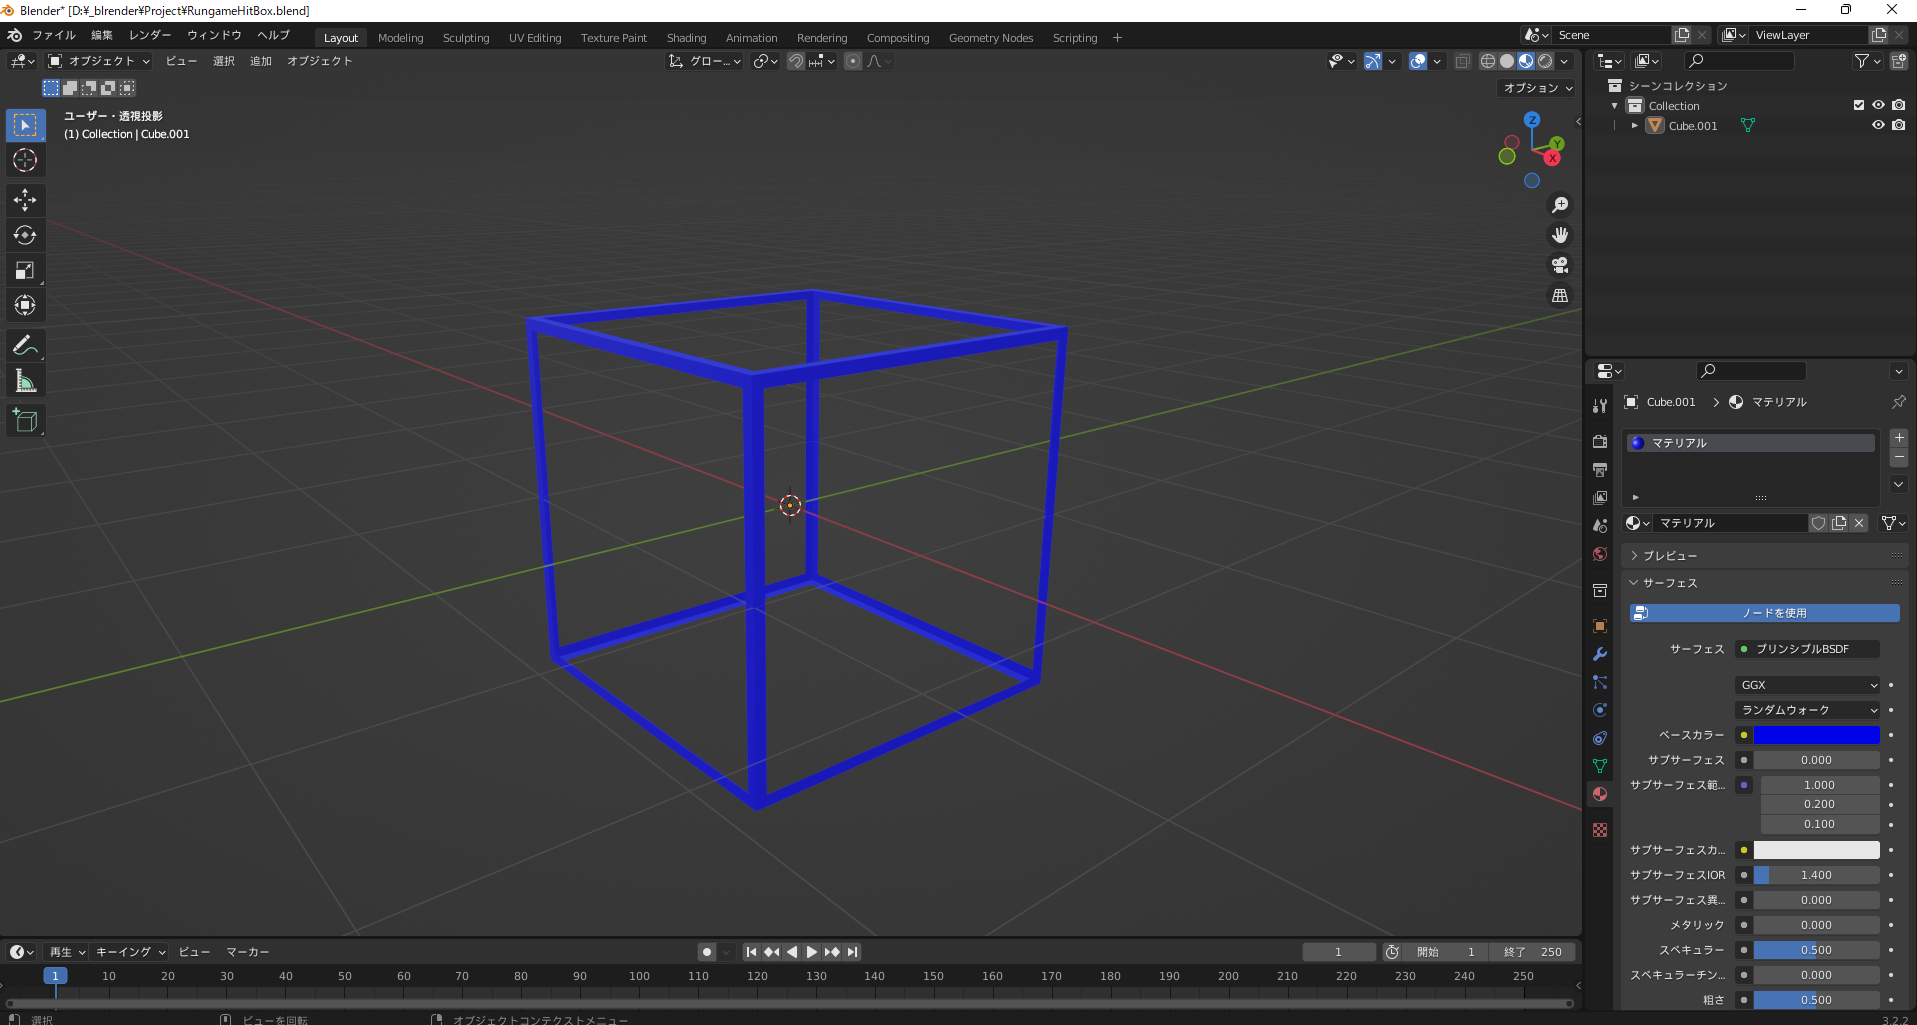 Blender* [D:¥_blrender¥Project¥RungameHitBox.blend]
ファイル 編集 レンダー ウィンドウ ヘルプ Layout Modeling Sculpting UV Editing Texture Paint Shading Animation Rendering Compositing Geometry Nodes Scripting + Scene ViewLayer
オブジェクト ビュー 選択 追加 オブジェクト グロー...
オプション
ユーザー・透視投影
(1) Collection | Cube.001
Z
Y
X
シーンコレクション
Collection
Cube.001
Cube.001 > マテリアル
マテリアル
マテリアル
プレビュー
サーフェス
ノードを使用
サーフェス プリンシプルBSDF
GGX
ランダムウォーク
ベースカラー
サブサーフェス 0.000
サブサーフェス範... 1.000
0.200
0.100
サブサーフェスカ...
サブサーフェスIOR 1.400
サブサーフェス異... 0.000
メタリック 0.000
スペキュラー 0.500
スペキュラーチン... 0.000
粗さ 0.500
再生 キーイング ビュー マーカー 1 開始 1 終了 250
1 10 20 30 40 50 60 70 80 90 100 110 120 130 140 150 160 170 180 190 200 210 220 230 240 250
選択 ビューを回転 オブジェクトコンテクストメニュー 3.2.2